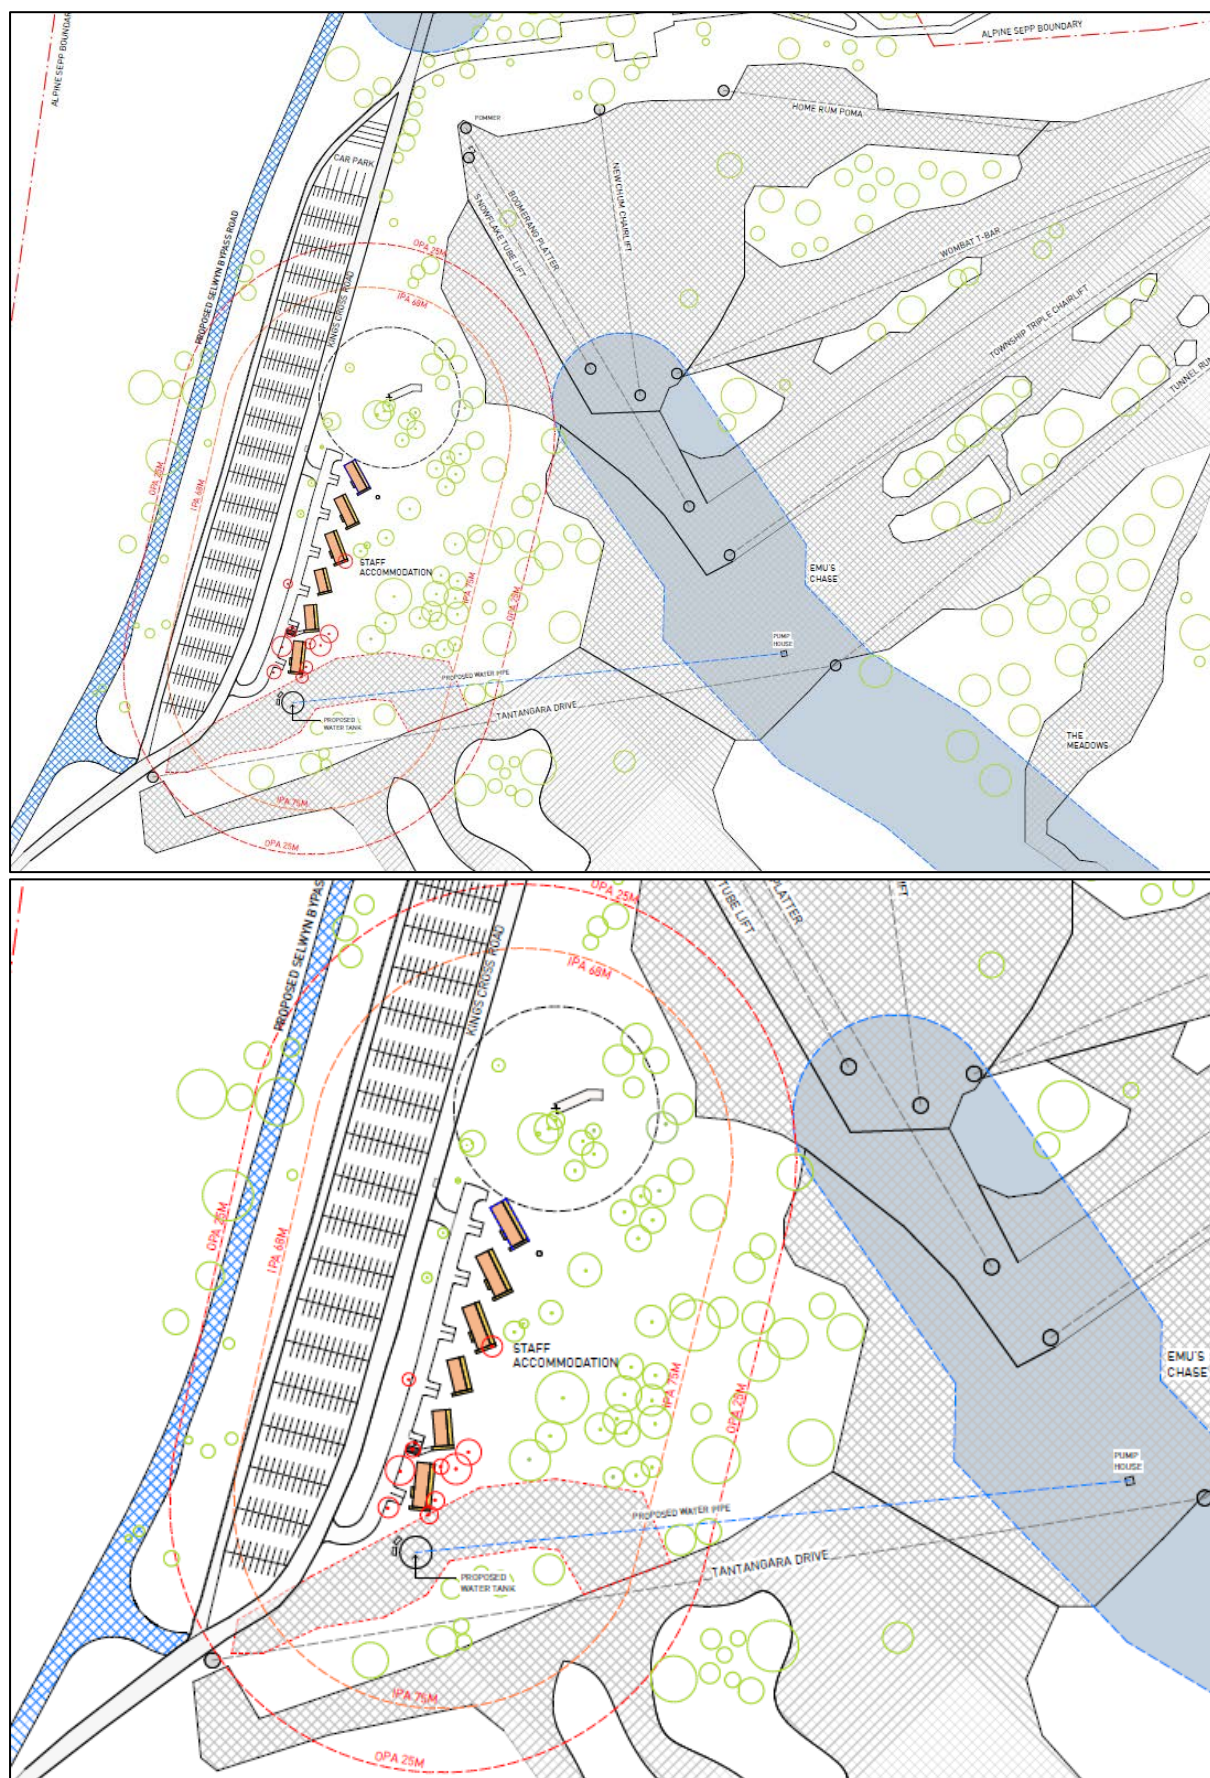 ALPINE SEPP BOUNDARY
ALPINE SEPP BOUNDAR
HOME RUM POMA
POMMER
CAR PARK
NEW CHUM CHAIRLIFT
BOOMERANG PLATTER
SNOWFLAKE TUBE LIFT
PROPOSED SELWYN BYPASS ROAD
KINGS CROSS ROAD
OPA 25M
IPA 68M
WOMBAT T-BAR
TOWNSHIP TRIPLE CHAIRLIFT
TUNNEL RUN
OPA 25M
IPA 68M
STAFF
ACCOMMODATION
EMU'S
CHASE
IPA 75M
OPA 25M
PUMP
HOUSE
PROPOSED WATER PIPE
TANTANGARA DRIVE
PROPOSED
WATER TANK
THE
MEADOWS
IPA 75M
OPA 25M
PROPOSED SELWYN BYPAS
OPA 25M
IPA 68M
KINGS CROSS ROAD
TUBE LIFT
PLATTER
IFT
OPA 25M
IPA 68M
STAFF
ACCOMMODATION
EMU'S
CHASE
IPA 75M
OPA 25M
PUMP
HOUSE
PROPOSED WATER PIPE
TANTANGARA DRIVE
PROPOSED
WATER TANK
IPA 75M
OPA 25M